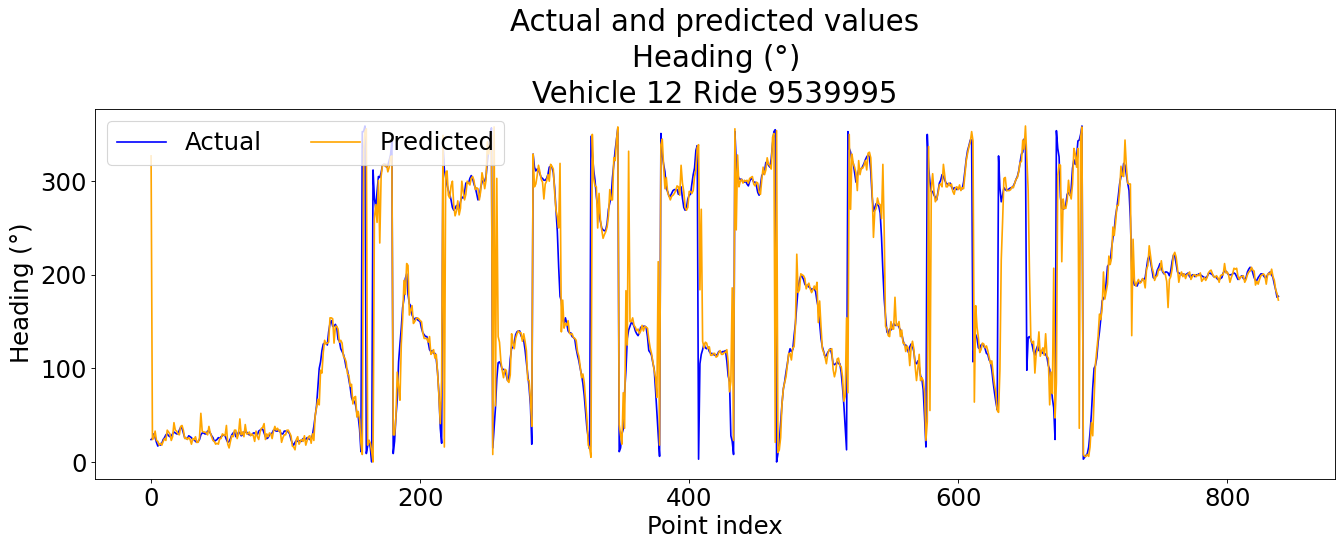 Actual and predicted values
Heading (°)
Vehicle 12 Ride 9539995
Actual Predicted
300
200
100
0
Heading (°)
0 200 400 600 800
Point index